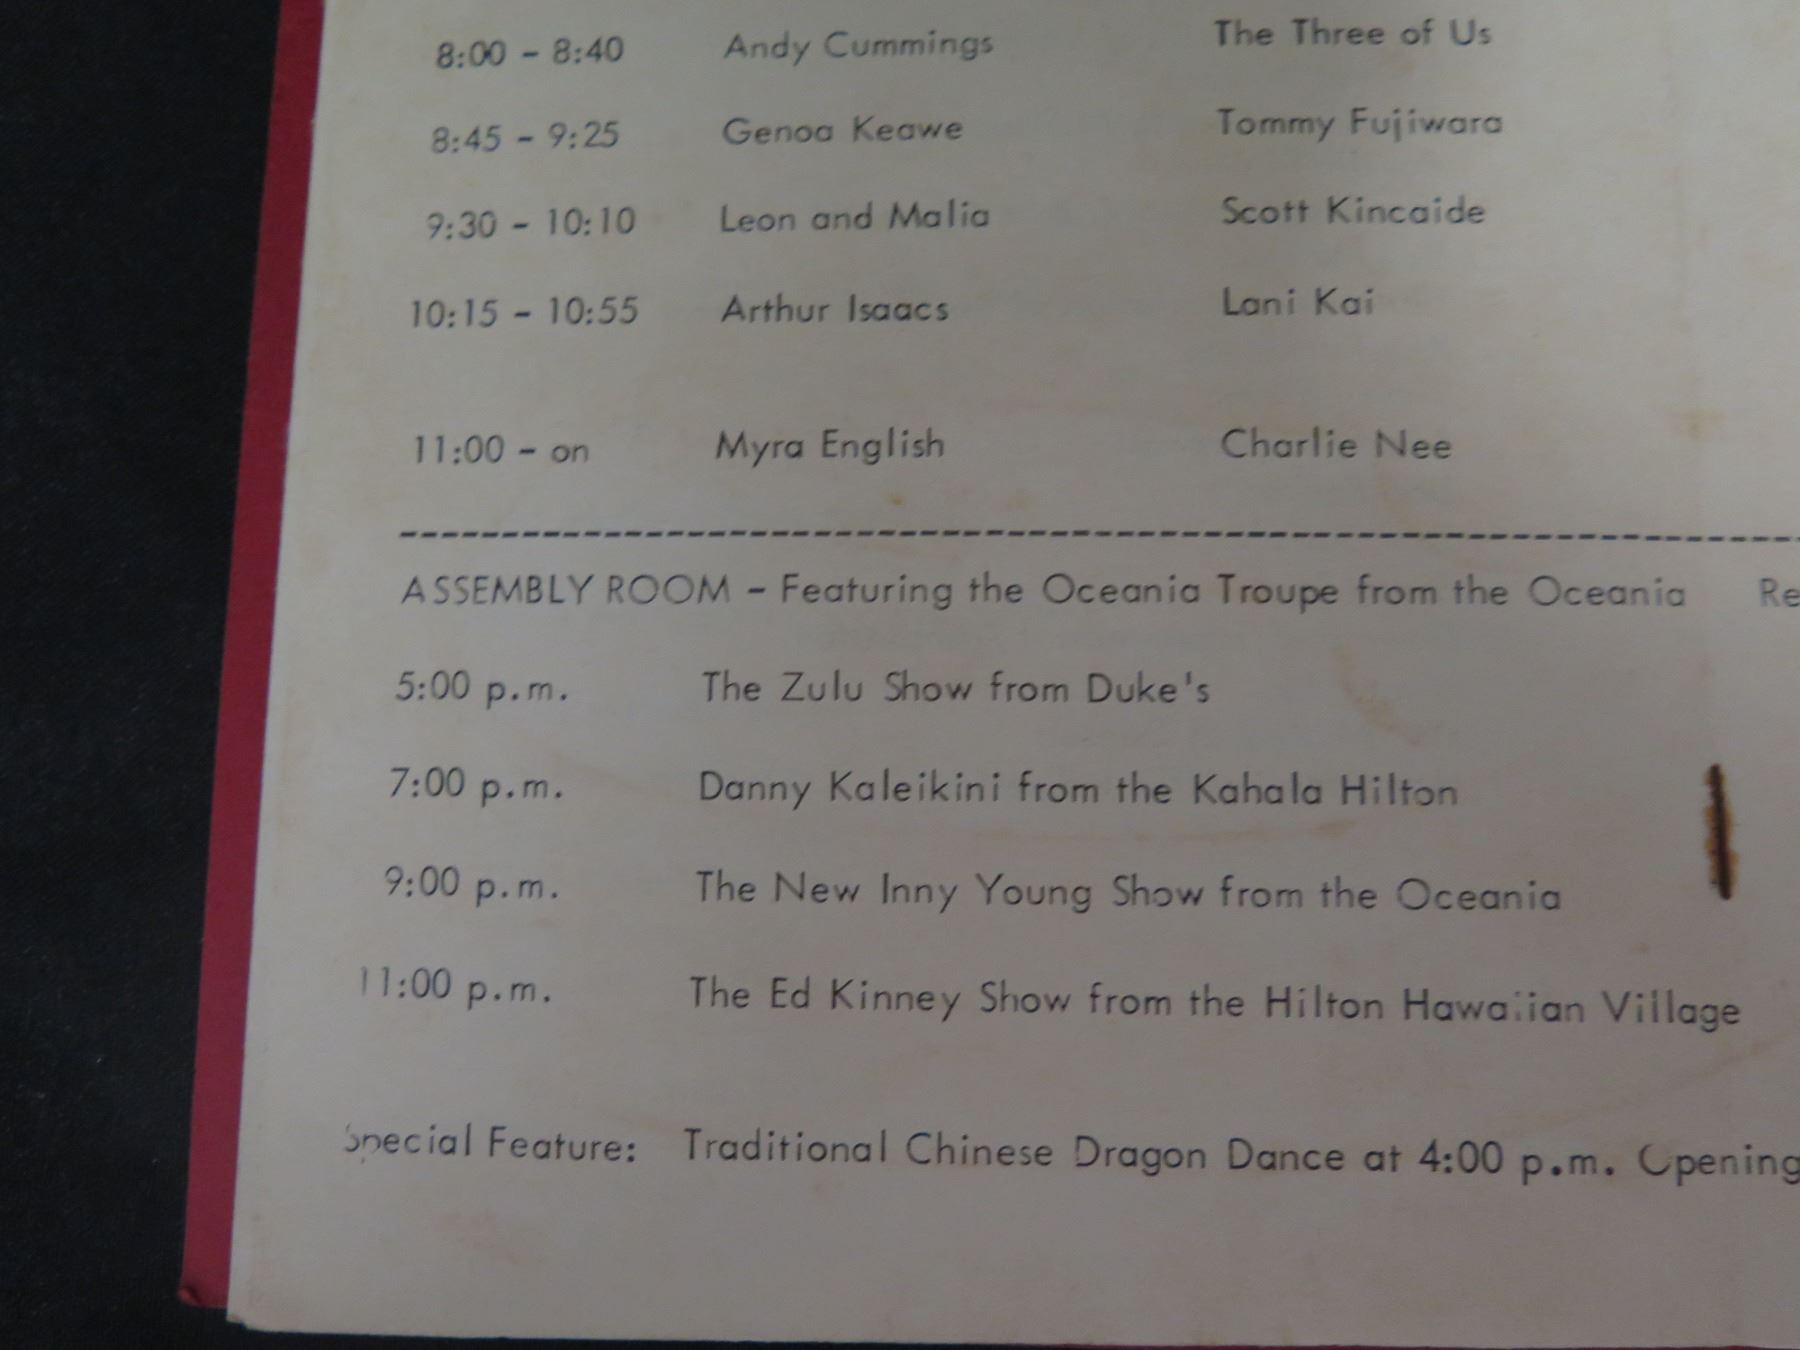 8:00 - 8:40 Andy Cummings The Three of Us
8:45 - 9:25 Genoa Keawe Tommy Fujiwara
9:30 - 10:10 Leon and Malia Scott Kincaide
10:15 - 10:55 Arthur Isaacs Lani Kai
11:00 - on Myra English Charlie Nee
ASSEMBLY ROOM - Featuring the Oceania Troupe from the Oceania Re
5:00 p.m. The Zulu Show from Duke's
7:00 p.m. Danny Kaleikini from the Kahala Hilton
9:00 p.m. The New Inny Young Show from the Oceania
11:00 p.m. The Ed Kinney Show from the Hilton Hawaiian Village
Special Feature: Traditional Chinese Dragon Dance at 4:00 p.m. Opening